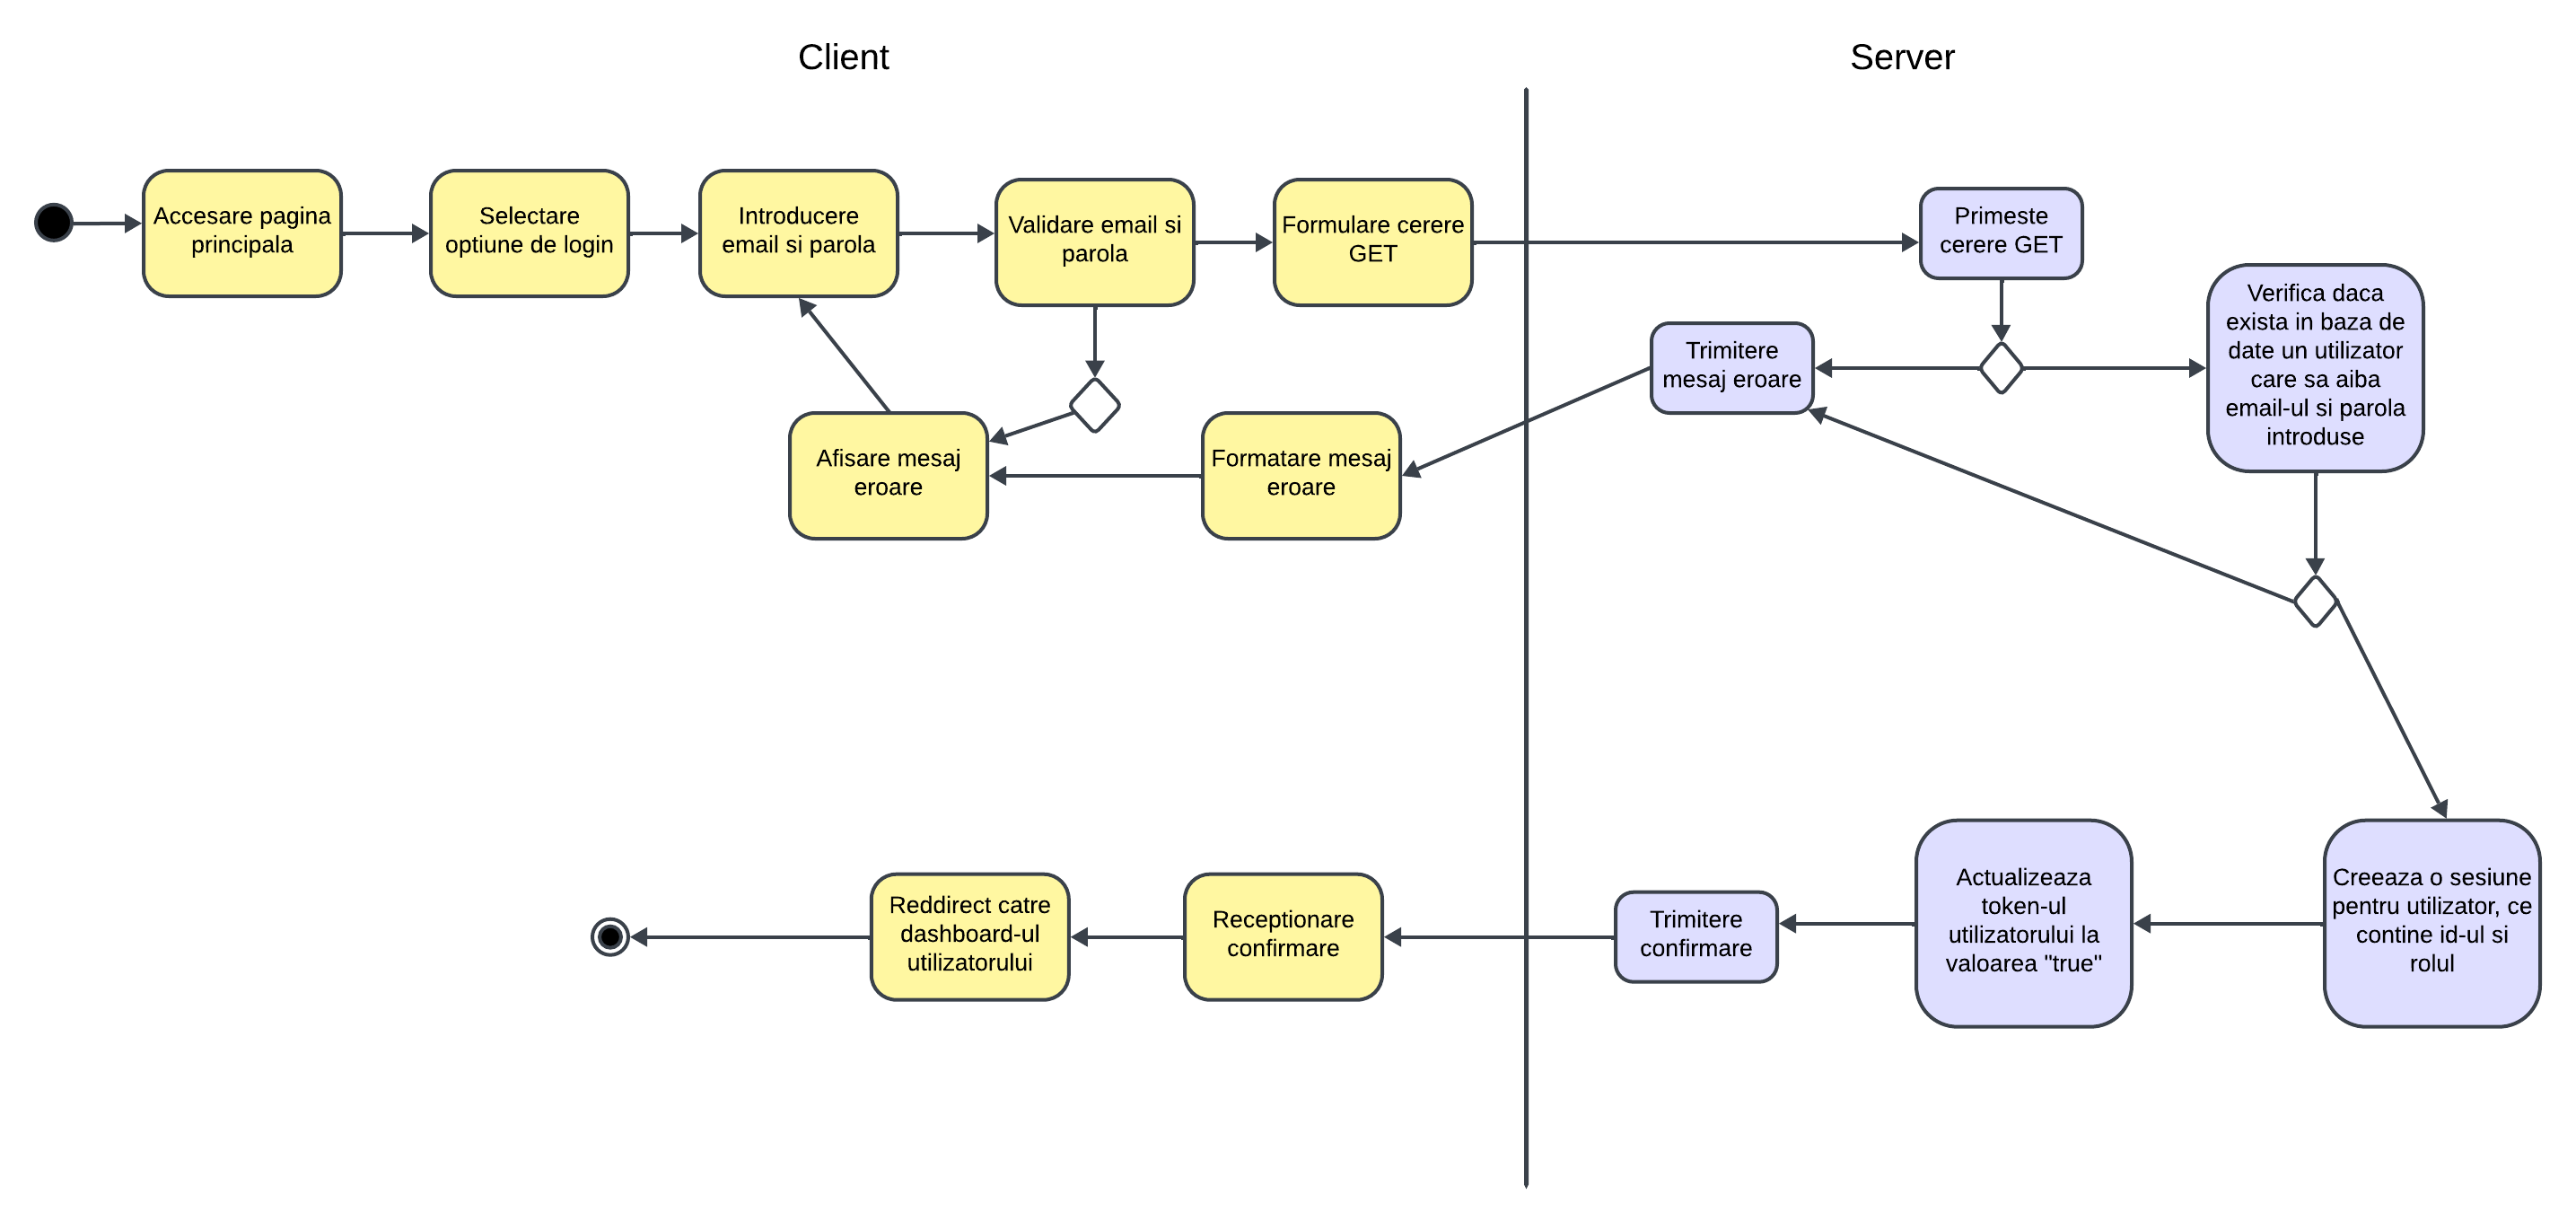 Client
Server
Accesare pagina
principala
Selectare
optiune de login
Introducere
email si parola
Validare email si
parola
Formulare cerere
GET
Primeste
cerere GET
Verifica daca
exista in baza de
date un utilizator
care sa aiba
email-ul si parola
introduse
Trimitere
mesaj eroare
Formatare mesaj
eroare
Afisare mesaj
eroare
Creeaza o sesiune
pentru utilizator, ce
contine id-ul si
rolul
Actualizeaza
token-ul
utilizatorului la
valoarea "true"
Trimitere
confirmare
Receptionare
confirmare
Reddirect catre
dashboard-ul
utilizatorului